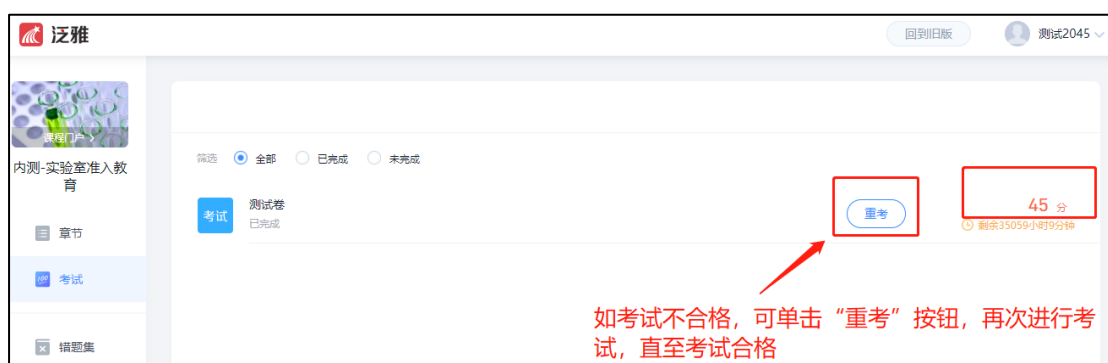 泛雅
回到旧版
测试2045
课程门户 >
内测-实验室准入教
育
章节
考试
错题集
筛选 全部 已完成 未完成
考试
测试卷
已完成
重考
45 分
剩余35059小时9分钟
如考试不合格，可单击“重考”按钮，再次进行考
试，直至考试合格